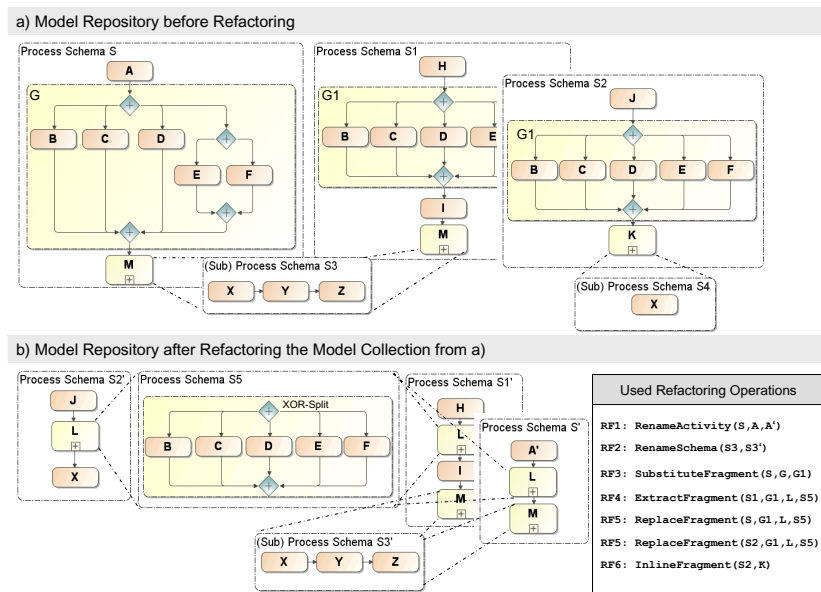 a) Model Repository before Refactoring
Process Schema S
A
G
B
C
D
E
F
M
Process Schema S1
H
G1
B
C
D
E
I
M
Process Schema S2
J
G1
B
C
D
E
F
K
(Sub) Process Schema S3
X
Y
Z
(Sub) Process Schema S4
X
b) Model Repository after Refactoring the Model Collection from a)
Process Schema S2'
J
L
X
Process Schema S5
XOR-Split
B
C
D
E
F
Process Schema S1'
H
L
I
M
Process Schema S'
A'
L
M
(Sub) Process Schema S3'
X
Y
Z
Used Refactoring Operations
RF1: RenameActivity(S,A,A')
RF2: RenameSchema(S3,S3')
RF3: SubstituteFragment(S,G,G1)
RF4: ExtractFragment(S1,G1,L,S5)
RF5: ReplaceFragment(S,G1,L,S5)
RF5: ReplaceFragment(S2,G1,L,S5)
RF6: InlineFragment(S2,K)